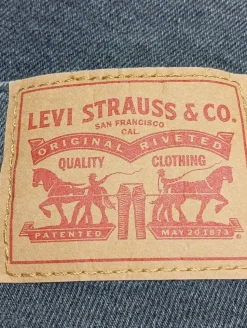 LEVI STRAUSS & CO.
SAN FRANCISCO
CAL.
ORIGINAL RIVETED
QUALITY CLOTHING
PATENTED MAY 20 1873